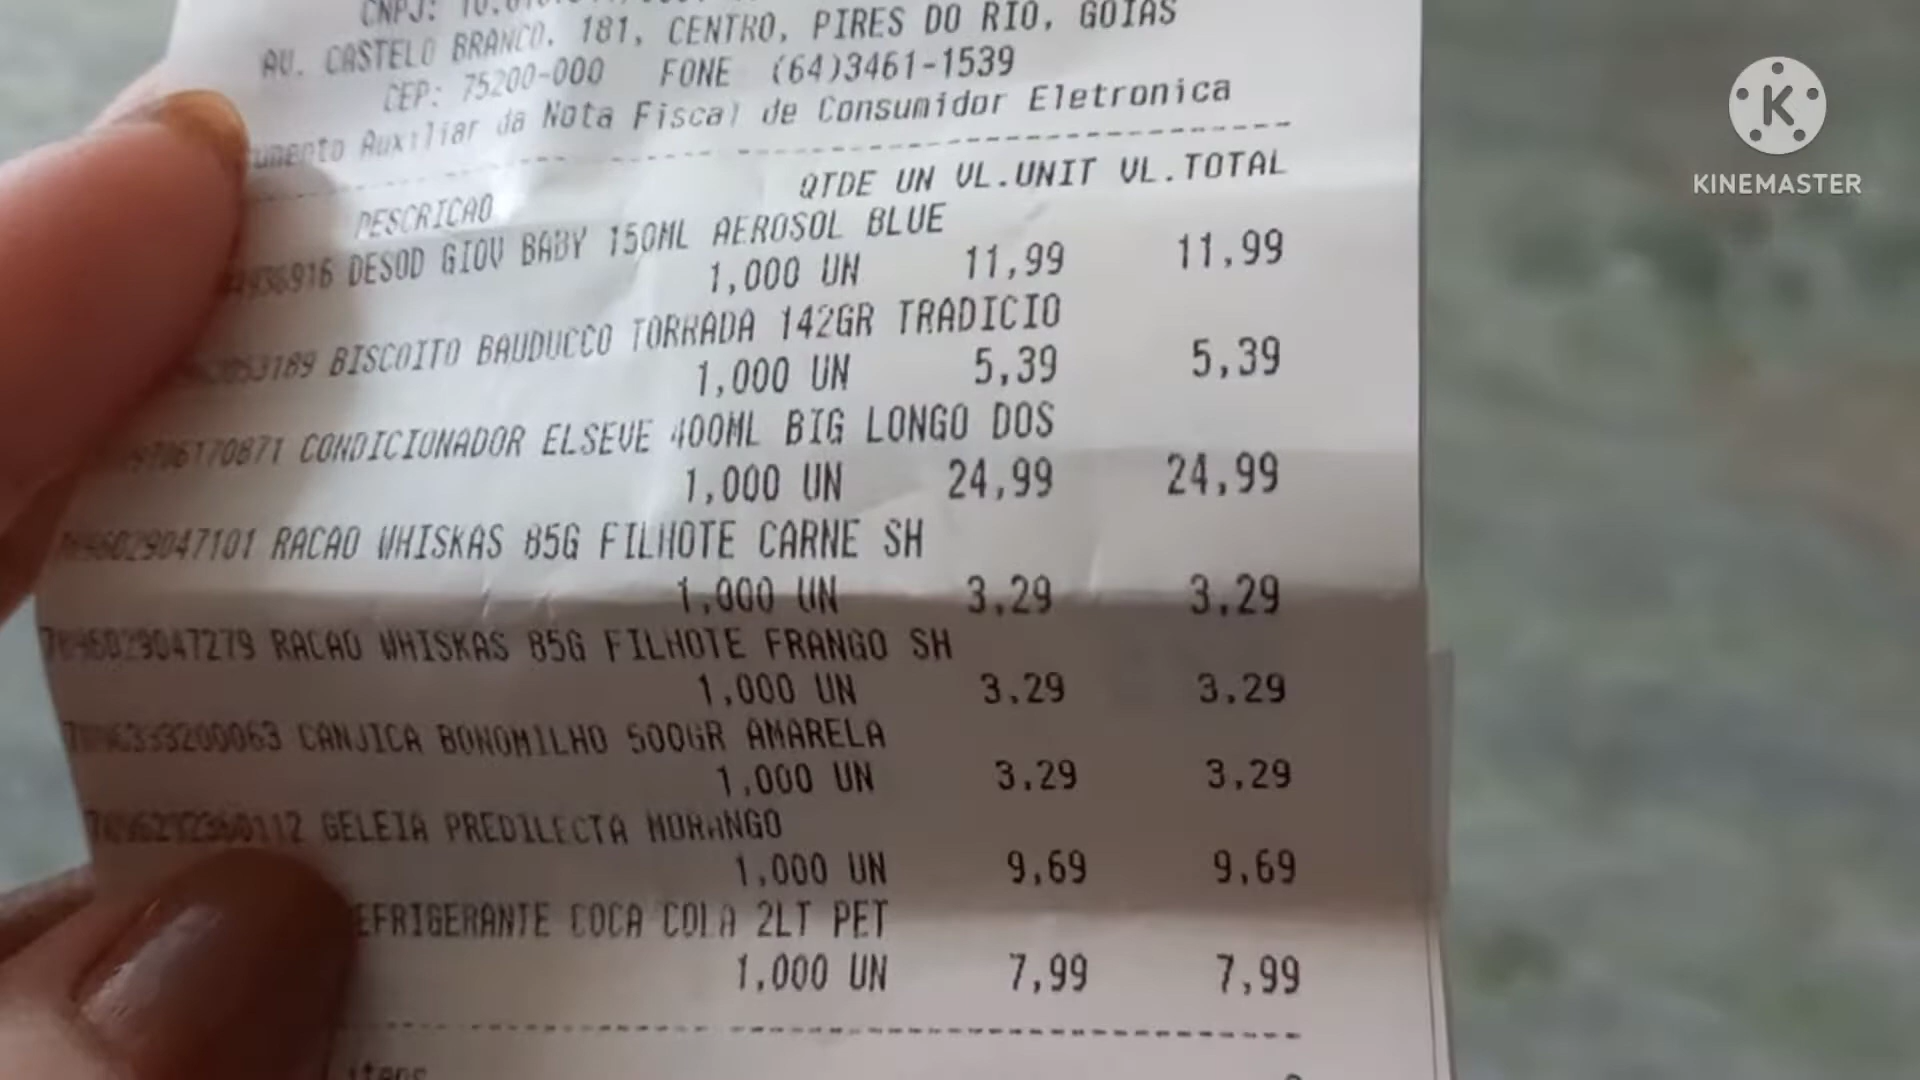 CNPJ:
AV. CASTELO BRANCO, 181, CENTRO, PIRES DO RIO, GOIAS
CEP: 75200-000 FONE (64)3461-1539
umento Auxiliar da Nota Fiscal de Consumidor Eletronica
DESCRICAO QTDE UN VL.UNIT VL.TOTAL
DESOD GIOV BABY 150ML AEROSOL BLUE
1,000 UN 11,99 11,99
BISCOITO BAUDUCCO TORRADA 142GR TRADICIO
1,000 UN 5,39 5,39
CONDICIONADOR ELSEVE 400ML BIG LONGO DOS
1,000 UN 24,99 24,99
RACAO WHISKAS 85G FILHOTE CARNE SH
1,000 UN 3,29 3,29
7896029047279 RACAO WHISKAS 85G FILHOTE FRANGO SH
1,000 UN 3,29 3,29
CANJICA BONOMILHO 500GR AMARELA
1,000 UN 3,29 3,29
GELEIA PREDILECTA MORANGO
1,000 UN 9,69 9,69
EFRIGERANTE COCA COLA 2LT PET
1,000 UN 7,99 7,99
itens
K
KINEMASTER